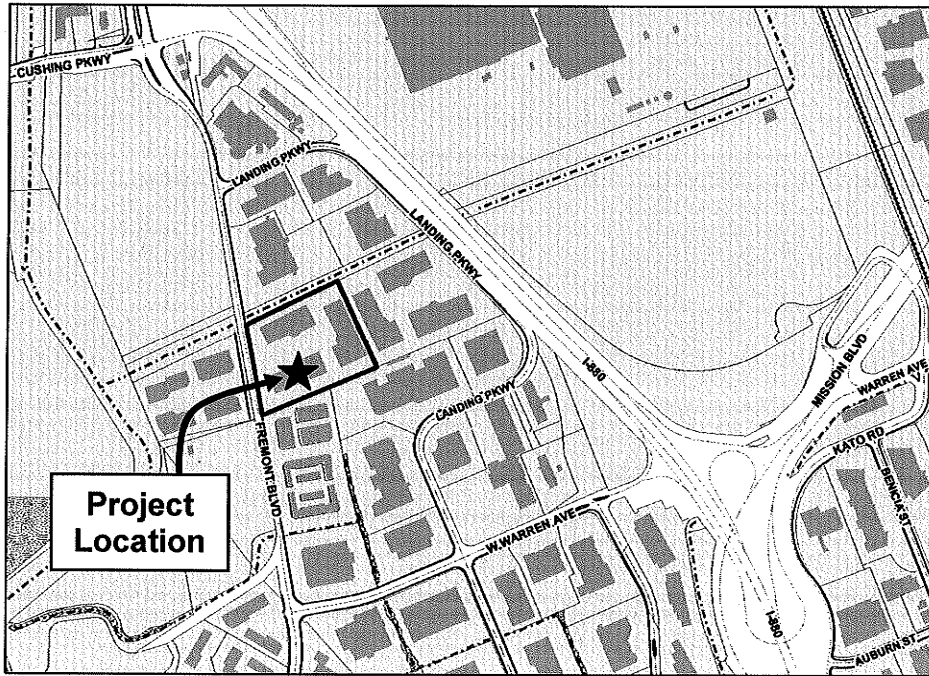 CUSHING PKWY
LANDING PKWY
LANDING PKWY
I-880
MISSION BLVD
WARREN AVE
KATO RD
BENICIA ST
LANDING PKWY
FREMONT BLVD
Project
Location
W.WARREN AVE
I-880
AUBURN ST